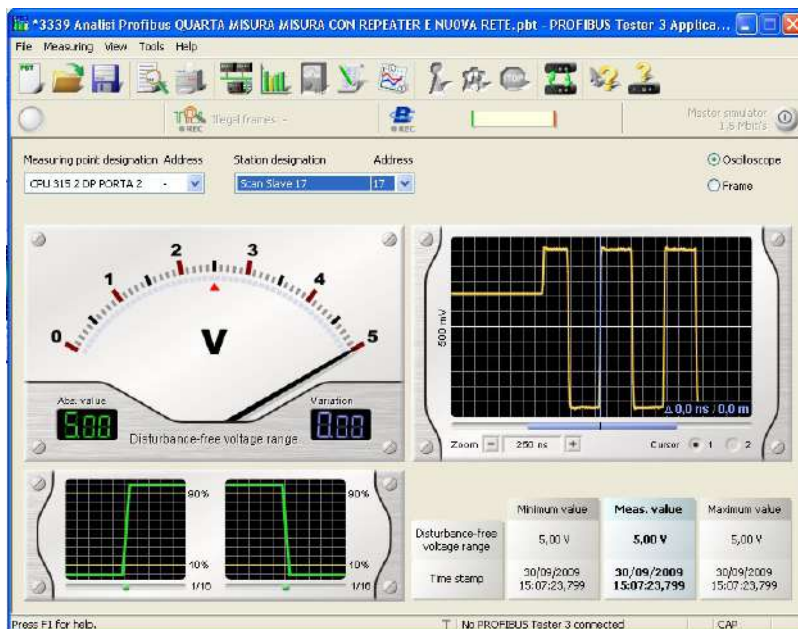 *3339 Analisi Profibus QUARTA MISURA MISURA CON REPEATER E NUOVA RETE.pbt - PROFIBUS Tester 3 Applica...
File Measuring View Tools Help
REC Illegal frames - REC Master simulator
1,5 Mbit/s
Measuring point designation Address Station designation Address
CPU 315 2 DP PORTA 2 - Scan Slave 17 17
Oscilloscope
Frame
0 1 2 3 4 5
V
Abs. value Variation
5.00 0.00
Disturbance-free voltage range
500 mV
Δ 0,0 ns / 0,0 m
Zoom 250 ns Cursor 1 2
90% 90%
10% 10%
1/16 1/16
Minimum value Meas. value Maximum value
Disturbance-free voltage range 5,00 V 5,00 V 5,00 V
Time stamp 30/09/2009 30/09/2009 30/09/2009
15:07:23,799 15:07:23,799 15:07:23,799
Press F1 for help. No PROFIBUS Tester 3 connected CAP